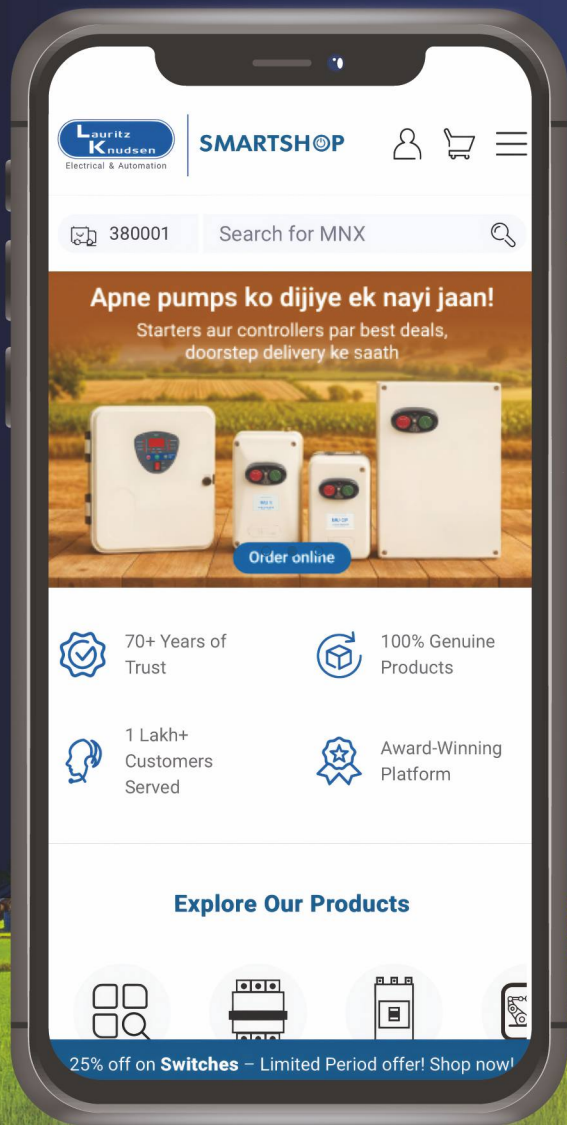 Lauritz
Knudsen
Electrical & Automation
SMARTSHOP
380001
Search for MNX
Apne pumps ko dijiye ek nayi jaan!
Starters aur controllers par best deals,
doorstep delivery ke saath
Order online
70+ Years of
Trust
100% Genuine
Products
1 Lakh+
Customers
Served
Award-Winning
Platform
Explore Our Products
25% off on Switches – Limited Period offer! Shop now!